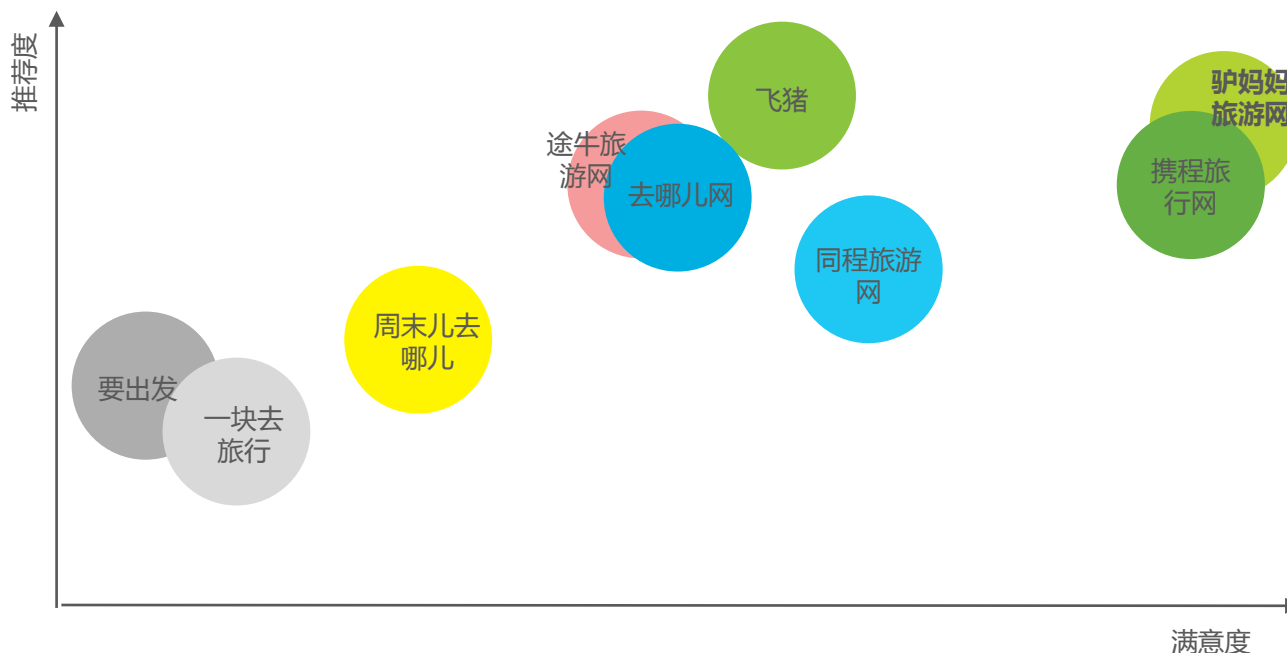 推荐度
飞猪
驴妈妈
旅游网
途牛旅
游网
去哪儿网
携程旅
行网
同程旅游
网
周末儿去
哪儿
要出发
一块去
旅行
满意度